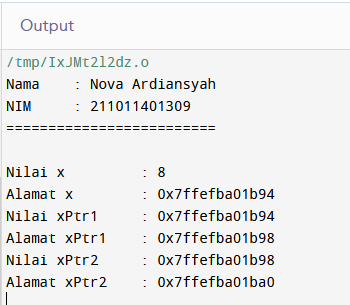 Output
/tmp/IxJMt2l2dz.o
Nama    : Nova Ardiansyah
NIM     : 211011401309
=========================
Nilai x         : 8
Alamat x        : 0x7ffefba01b94
Nilai xPtr1     : 0x7ffefba01b94
Alamat xPtr1    : 0x7ffefba01b98
Nilai xPtr2     : 0x7ffefba01b98
Alamat xPtr2    : 0x7ffefba01ba0